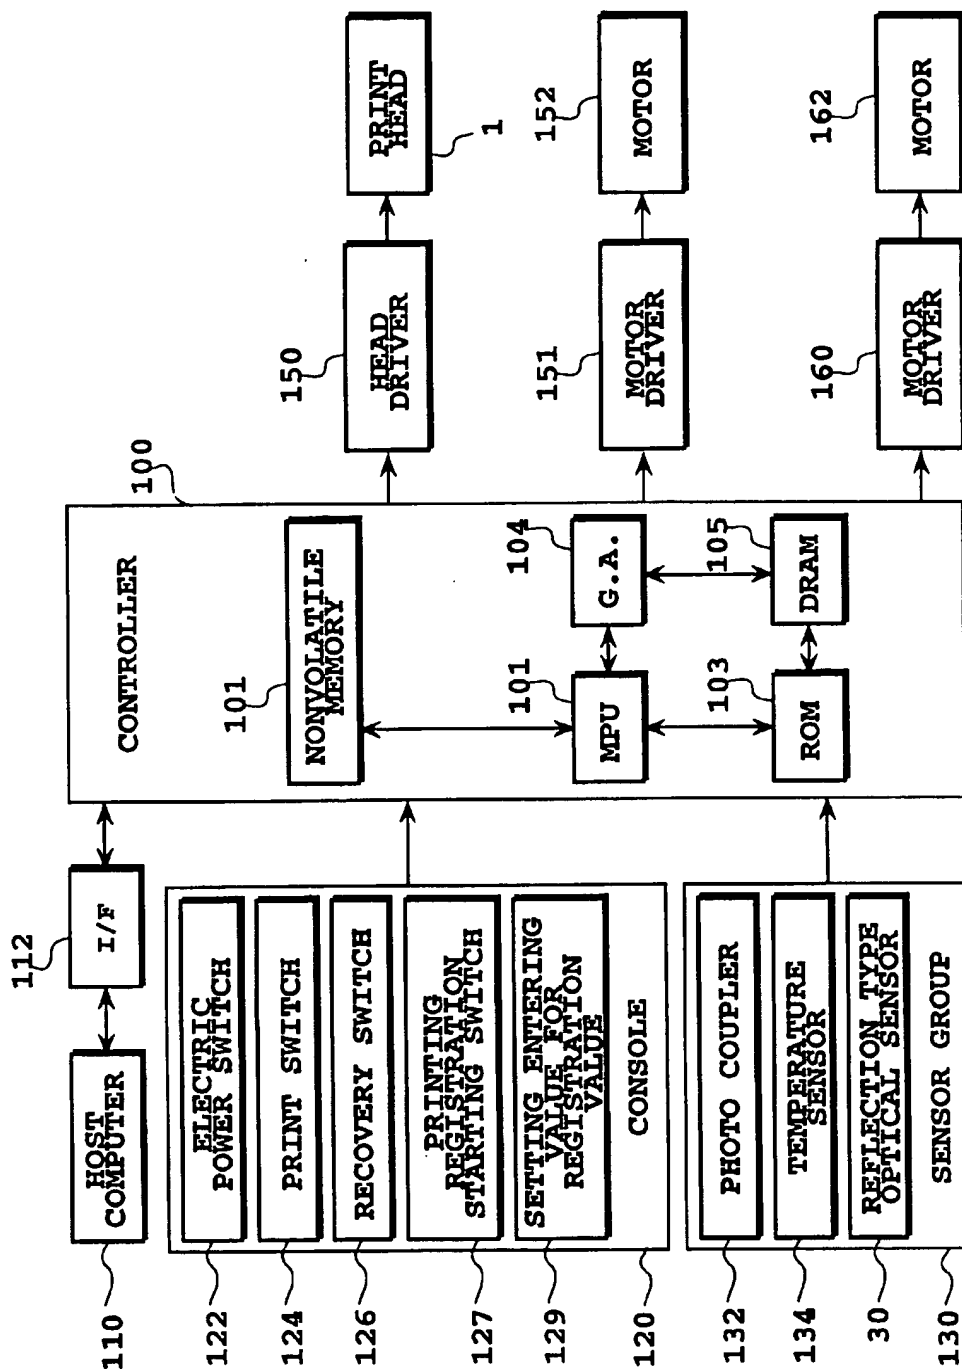 110
HOST
COMPUTER
112
I/F
CONTROLLER
100
122
ELECTRIC
POWER SWITCH
124
PRINT SWITCH
126
RECOVERY SWITCH
127
PRINTING
REGISTRATION
STARTING SWITCH
129
SETTING ENTERING
VALUE FOR
REGISTRATION
VALUE
120
CONSOLE
132
PHOTO COUPLER
134
TEMPERATURE
SENSOR
30
REFLECTION TYPE
OPTICAL SENSOR
130
SENSOR GROUP
101
NONVOLATILE
MEMORY
101
MPU
104
G.A.
103
ROM
105
DRAM
150
HEAD
DRIVER
PRINT
HEAD
1
151
MOTOR
DRIVER
152
MOTOR
160
MOTOR
DRIVER
162
MOTOR